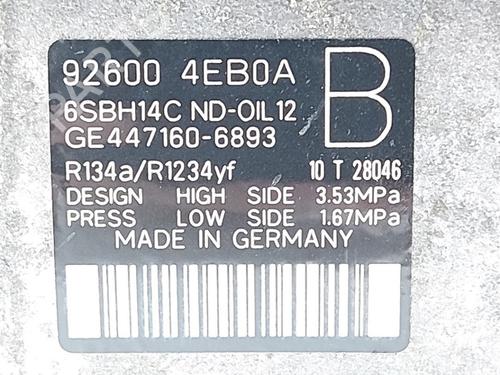 92600 4EB0A
B
6SBH14C ND-OIL12
GE447160-6893
R134a/R1234yf 10 T 28046
DESIGN HIGH SIDE 3.53MPa
PRESS LOW SIDE 1.67MPa
MADE IN GERMANY